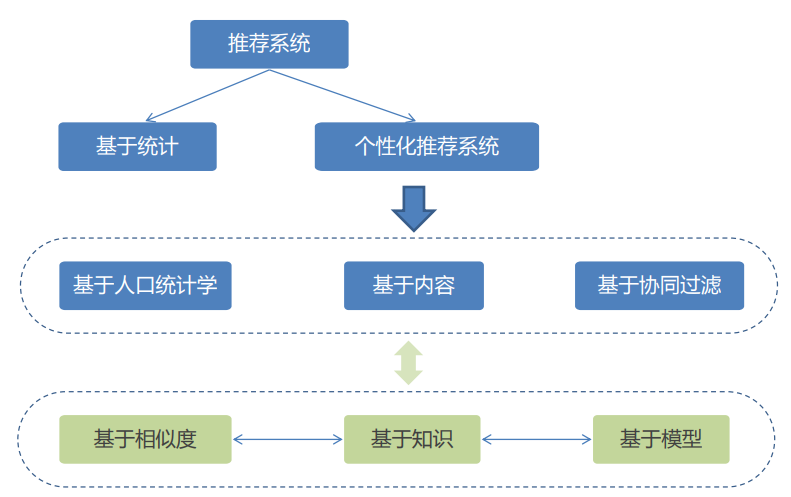 推荐系统
基于统计
个性化推荐系统
基于人口统计学
基于内容
基于协同过滤
基于相似度
基于知识
基于模型